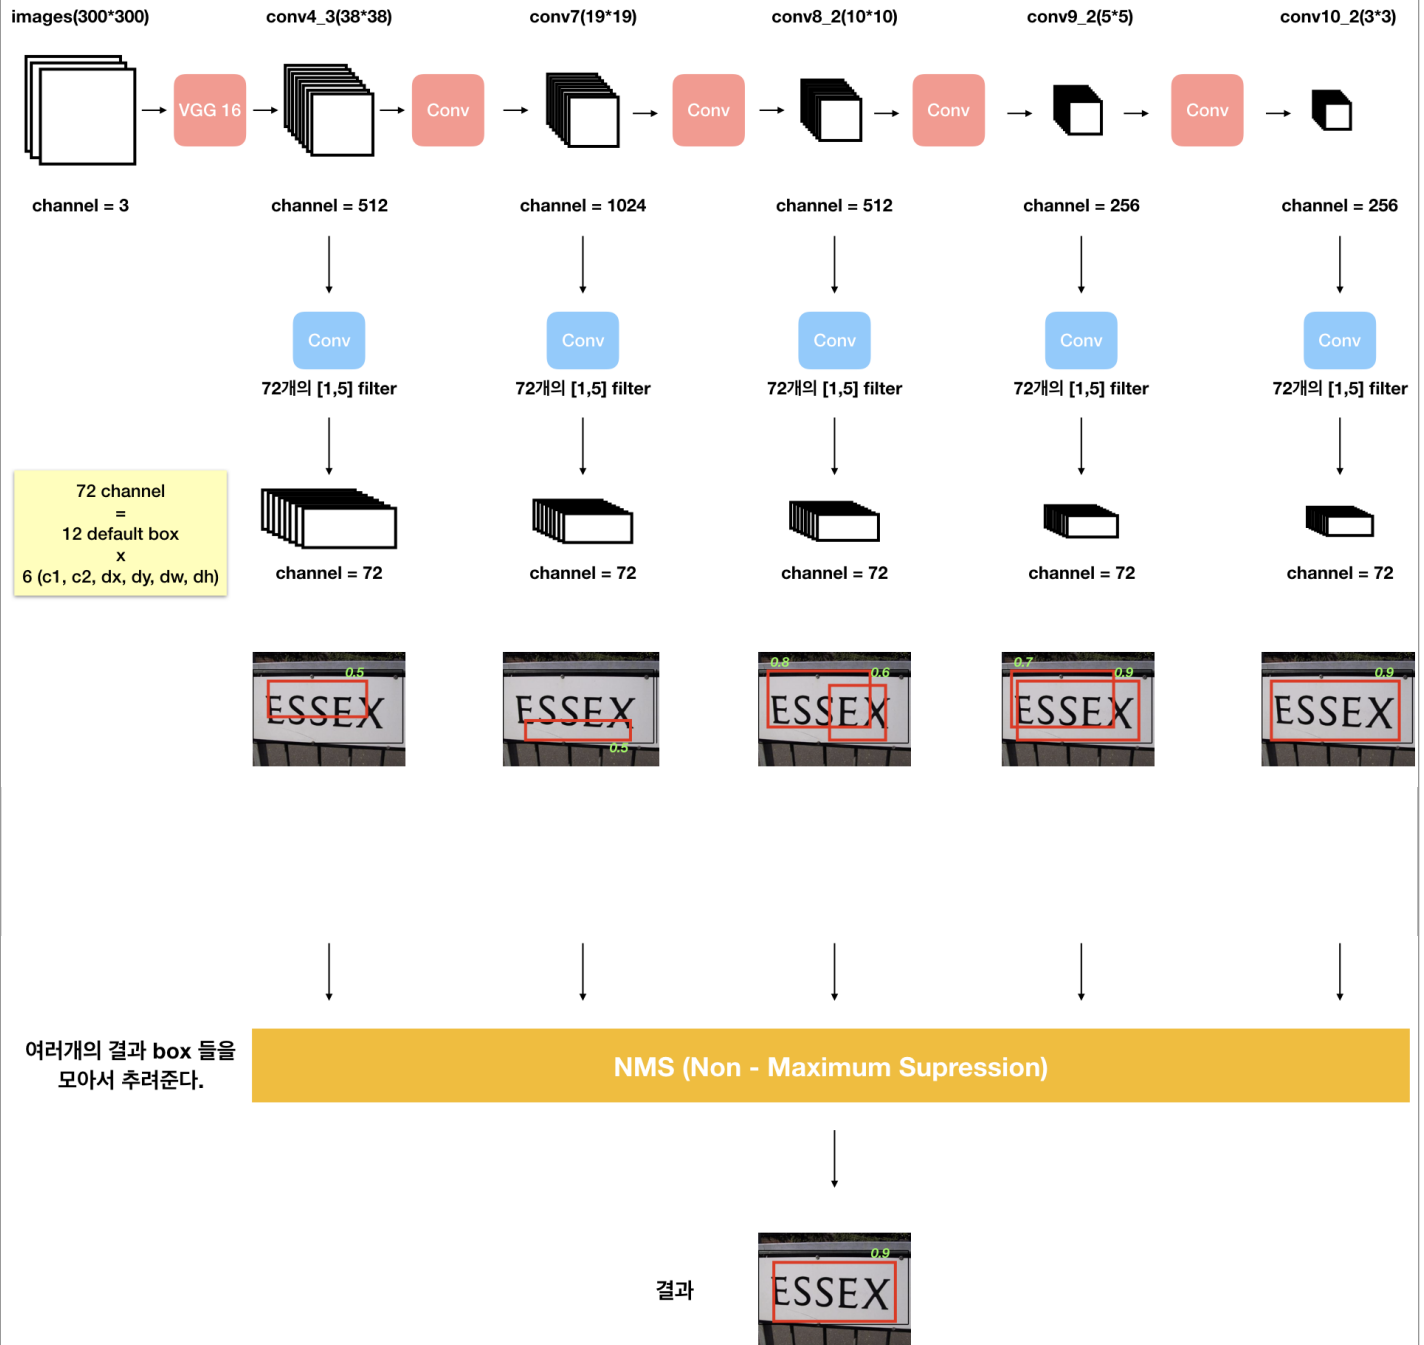 images(300*300)
conv4_3(38*38)
conv7(19*19)
conv8_2(10*10)
conv9_2(5*5)
conv10_2(3*3)
VGG 16
Conv
Conv
Conv
Conv
channel = 3
channel = 512
channel = 1024
channel = 512
channel = 256
channel = 256
Conv
Conv
Conv
Conv
Conv
72개의 [1,5] filter
72개의 [1,5] filter
72개의 [1,5] filter
72개의 [1,5] filter
72개의 [1,5] filter
72 channel
=
12 default box
x
6 (c1, c2, dx, dy, dw, dh)
channel = 72
channel = 72
channel = 72
channel = 72
channel = 72
0.5
ESSEX
ESSEX
0.5
0.8
0.6
ESSEX
0.7
0.9
ESSEX
0.9
ESSEX
여러개의 결과 box 들을
모아서 추려준다.
NMS (Non - Maximum Supression)
결과
0.9
ESSEX